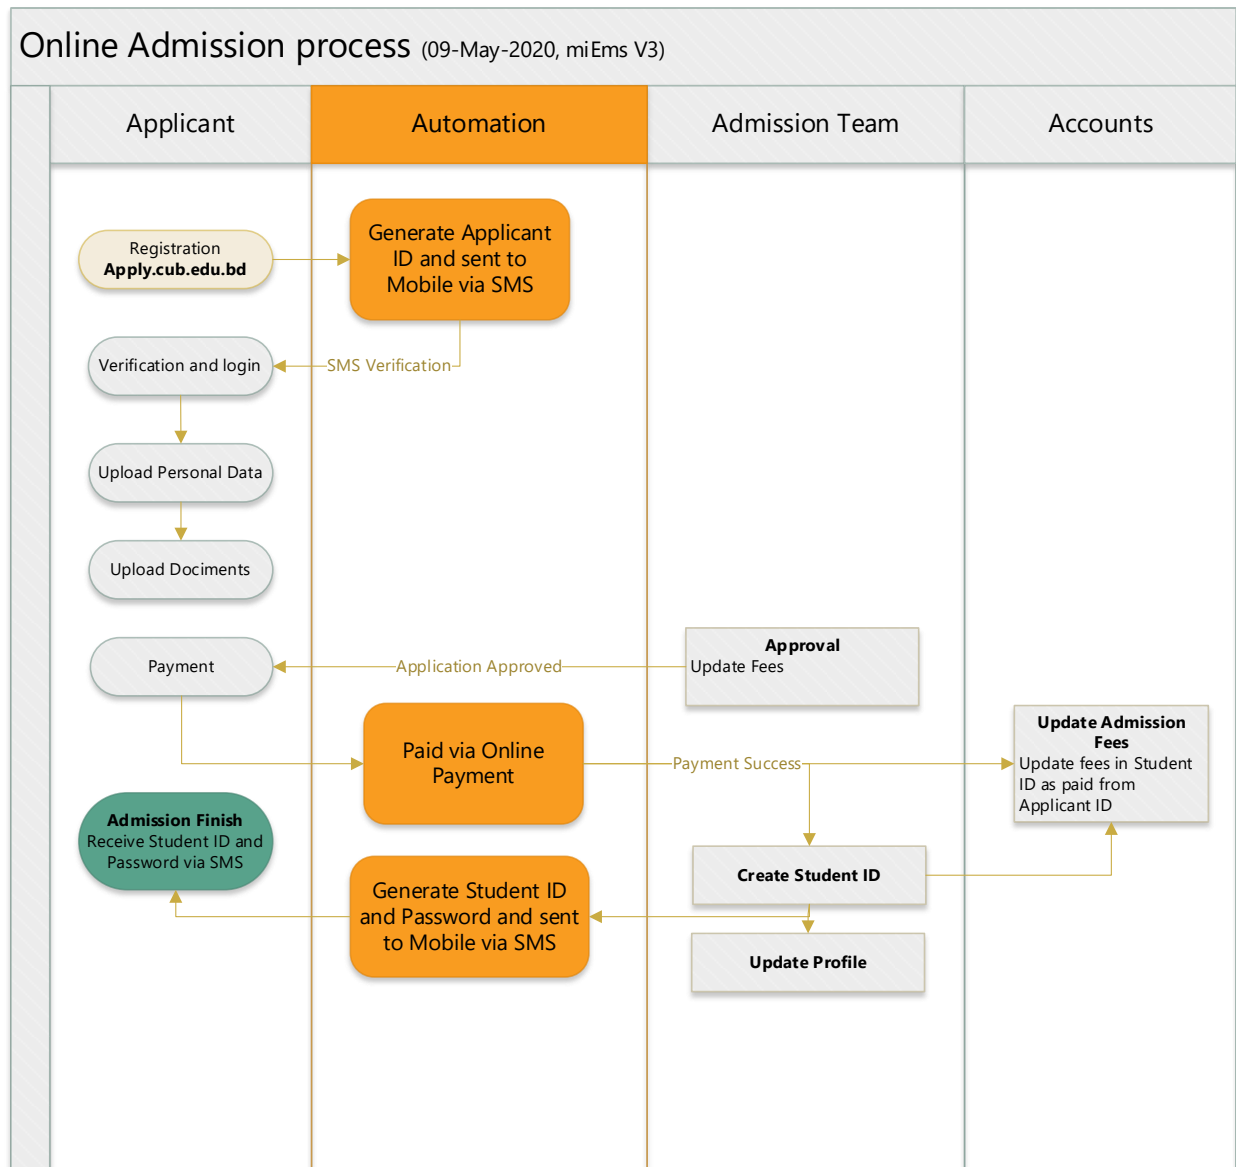 Online Admission process (09-May-2020, miEms V3)
Applicant
Automation
Admission Team
Accounts
Registration
Apply.cub.edu.bd
Generate Applicant
ID and sent to
Mobile via SMS
Verification and login
SMS Verification
Upload Personal Data
Upload Dociments
Payment
Application Approved
Approval
Update Fees
Paid via Online
Payment
Payment Success
Update Admission
Fees
Update fees in Student
ID as paid from
Applicant ID
Admission Finish
Receive Student ID and
Password via SMS
Generate Student ID
and Password and sent
to Mobile via SMS
Create Student ID
Update Profile